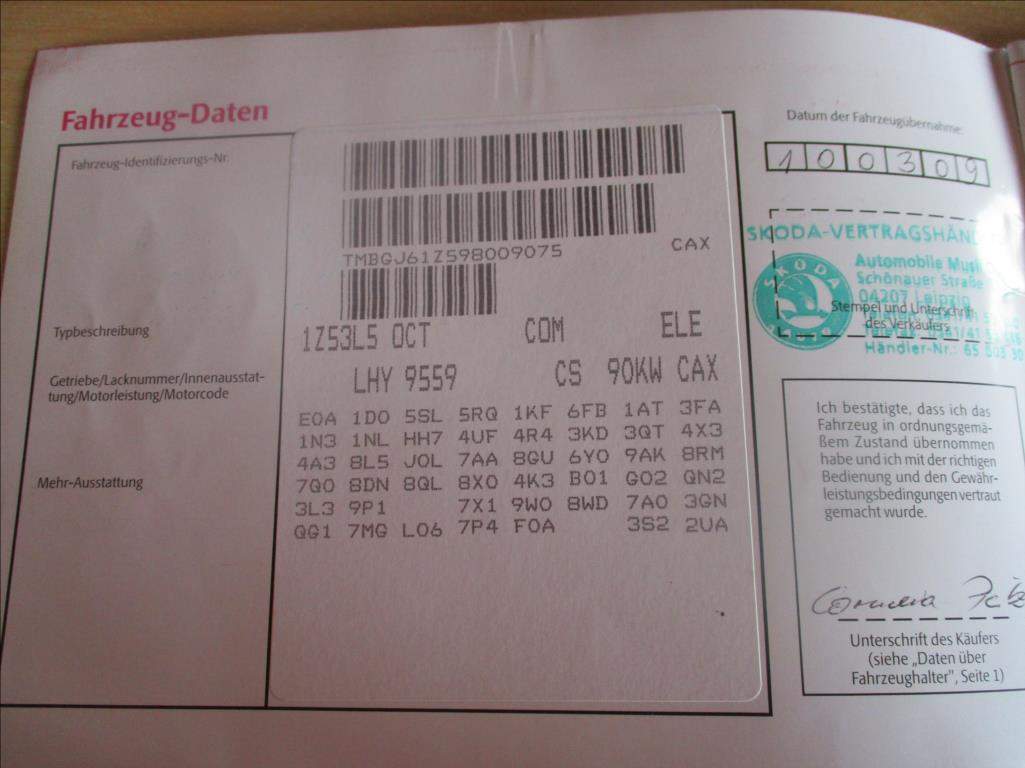 Fahrzeug-Daten
Fahrzeug-Identifizierungs-Nr.
TMBGJ61Z598009075 CAX
Typbeschreibung
1Z53L5 OCT COM ELE
Getriebe/Lacknummer/Innenausstat-
tung/Motorleistung/Motorcode
LHY 9559 CS 90KW CAX
Mehr-Ausstattung
E0A 1D0 5SL 5RQ 1KF 6FB 1AT 3FA
1N3 1NL HH7 4UF 4R4 3KD 3QT 4X3
4A3 8L5 J0L 7AA 8GU 6Y0 9AK 8RM
7Q0 8DN 8QL 8X0 4K3 B01 G02 QN2
3L3 9P1 7X1 9W0 8WD 7A0 3GN
QG1 7MG L06 7P4 F0A 3S2 2UA
Datum der Fahrzeugübernahme
100309
SKODA-VERTRAGSHÄN
SKODA
Automobile
Schönauer Straße
04207 Leipzig
Stempel und Unterschrift
des Verkäufers
Händler-Nr.: 65
Ich bestätigte, dass ich das
Fahrzeug in ordnungsgemä-
ßem Zustand übernommen
habe und ich mit der richtigen
Bedienung und den Gewähr-
leistungsbedingungen vertraut
gemacht wurde.
Unterschrift des Käufers
(siehe „Daten über
Fahrzeughalter", Seite 1)